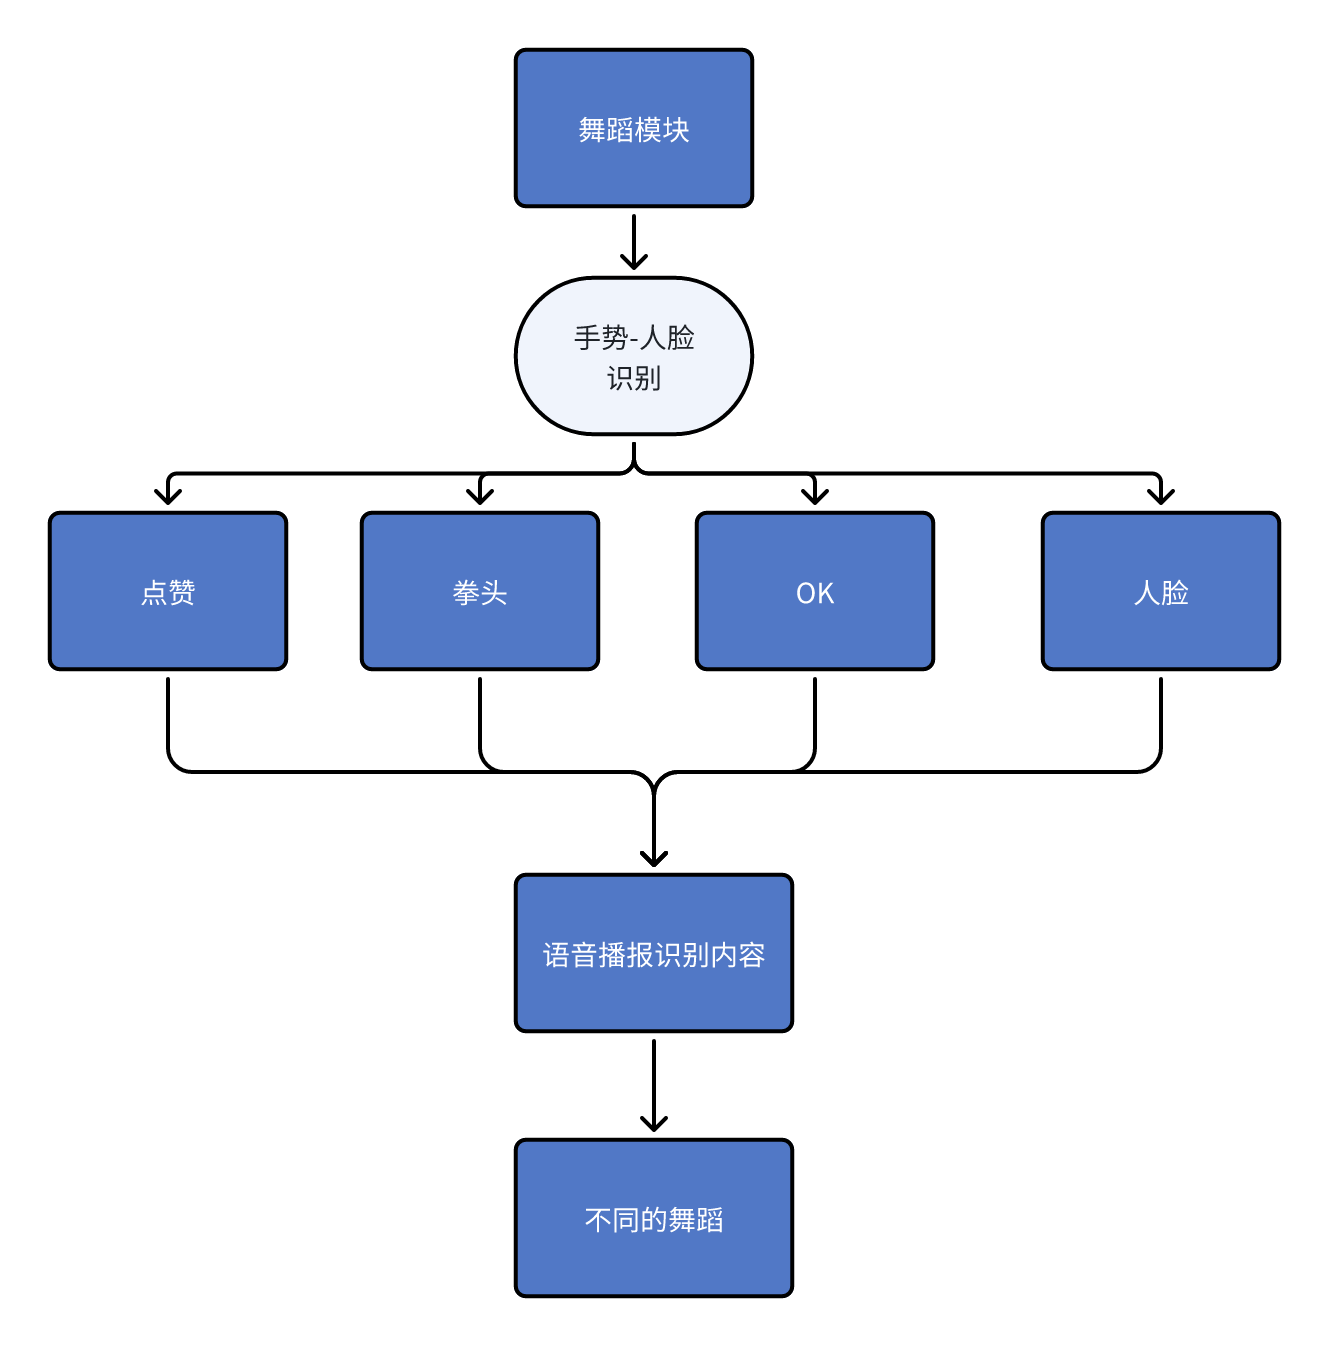 舞蹈模块
手势-人脸
识别
点赞
拳头
OK
人脸
语音播报识别内容
不同的舞蹈